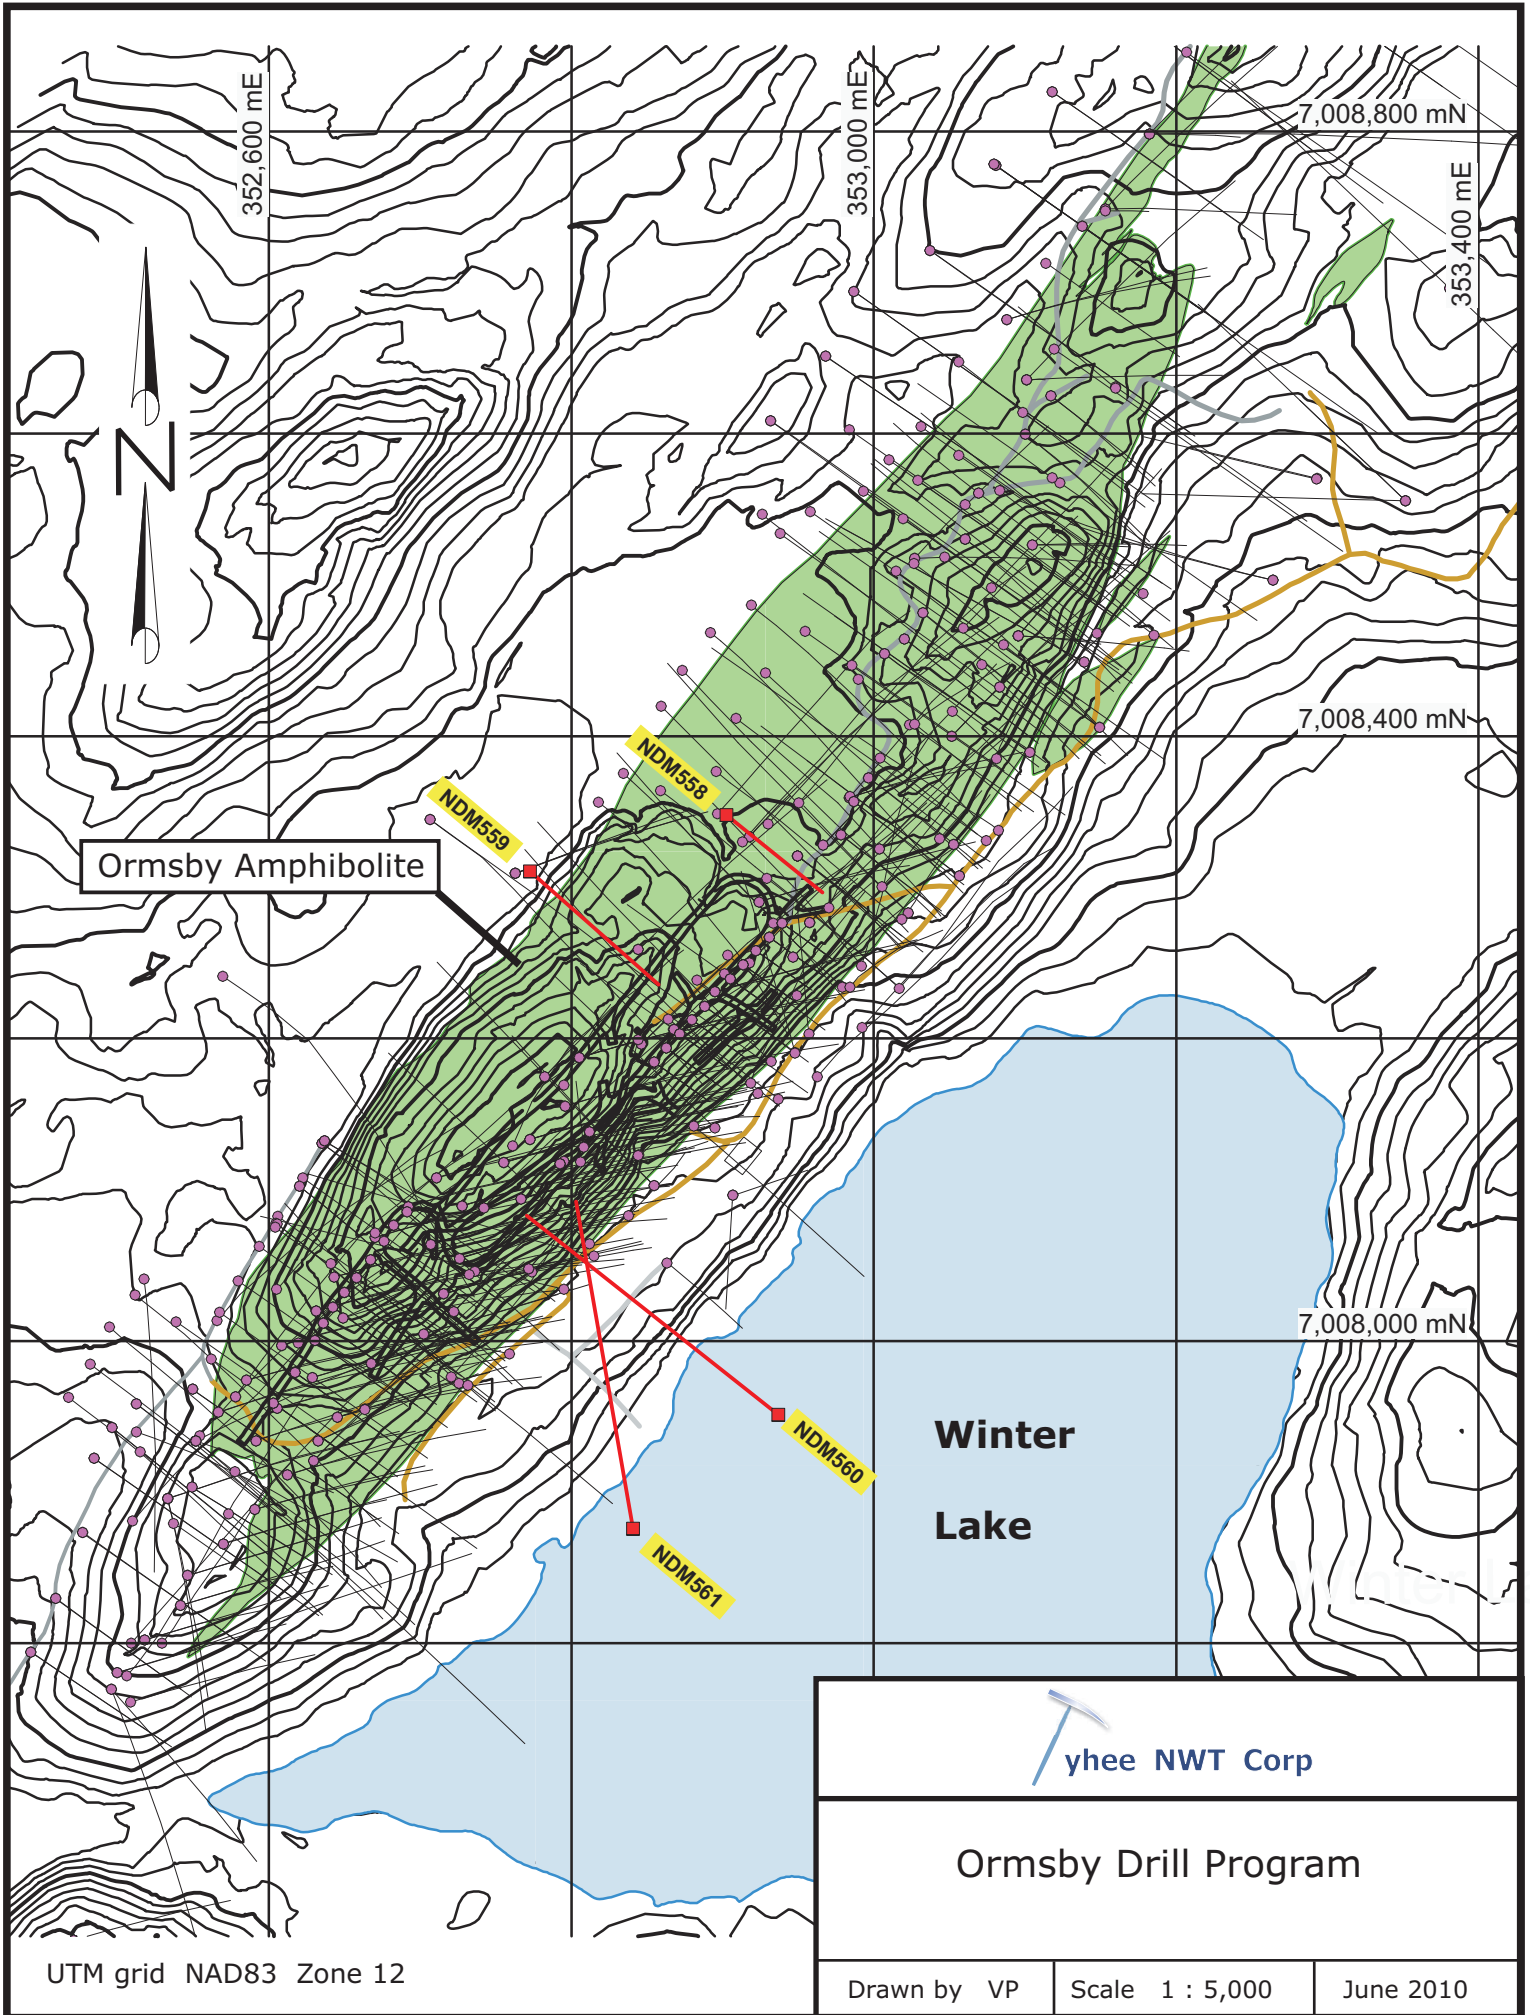 352,600 mE
353,000 mE
7,008,800 mN
353,400 mE
N
NDM558
7,008,400 mN
NDM559
Ormsby Amphibolite
7,008,000 mN
NDM560
Winter
Lake
NDM561
Winter L
yhee NWT Corp
Ormsby Drill Program
UTM grid NAD83 Zone 12
Drawn by VP
Scale 1 : 5,000
June 2010